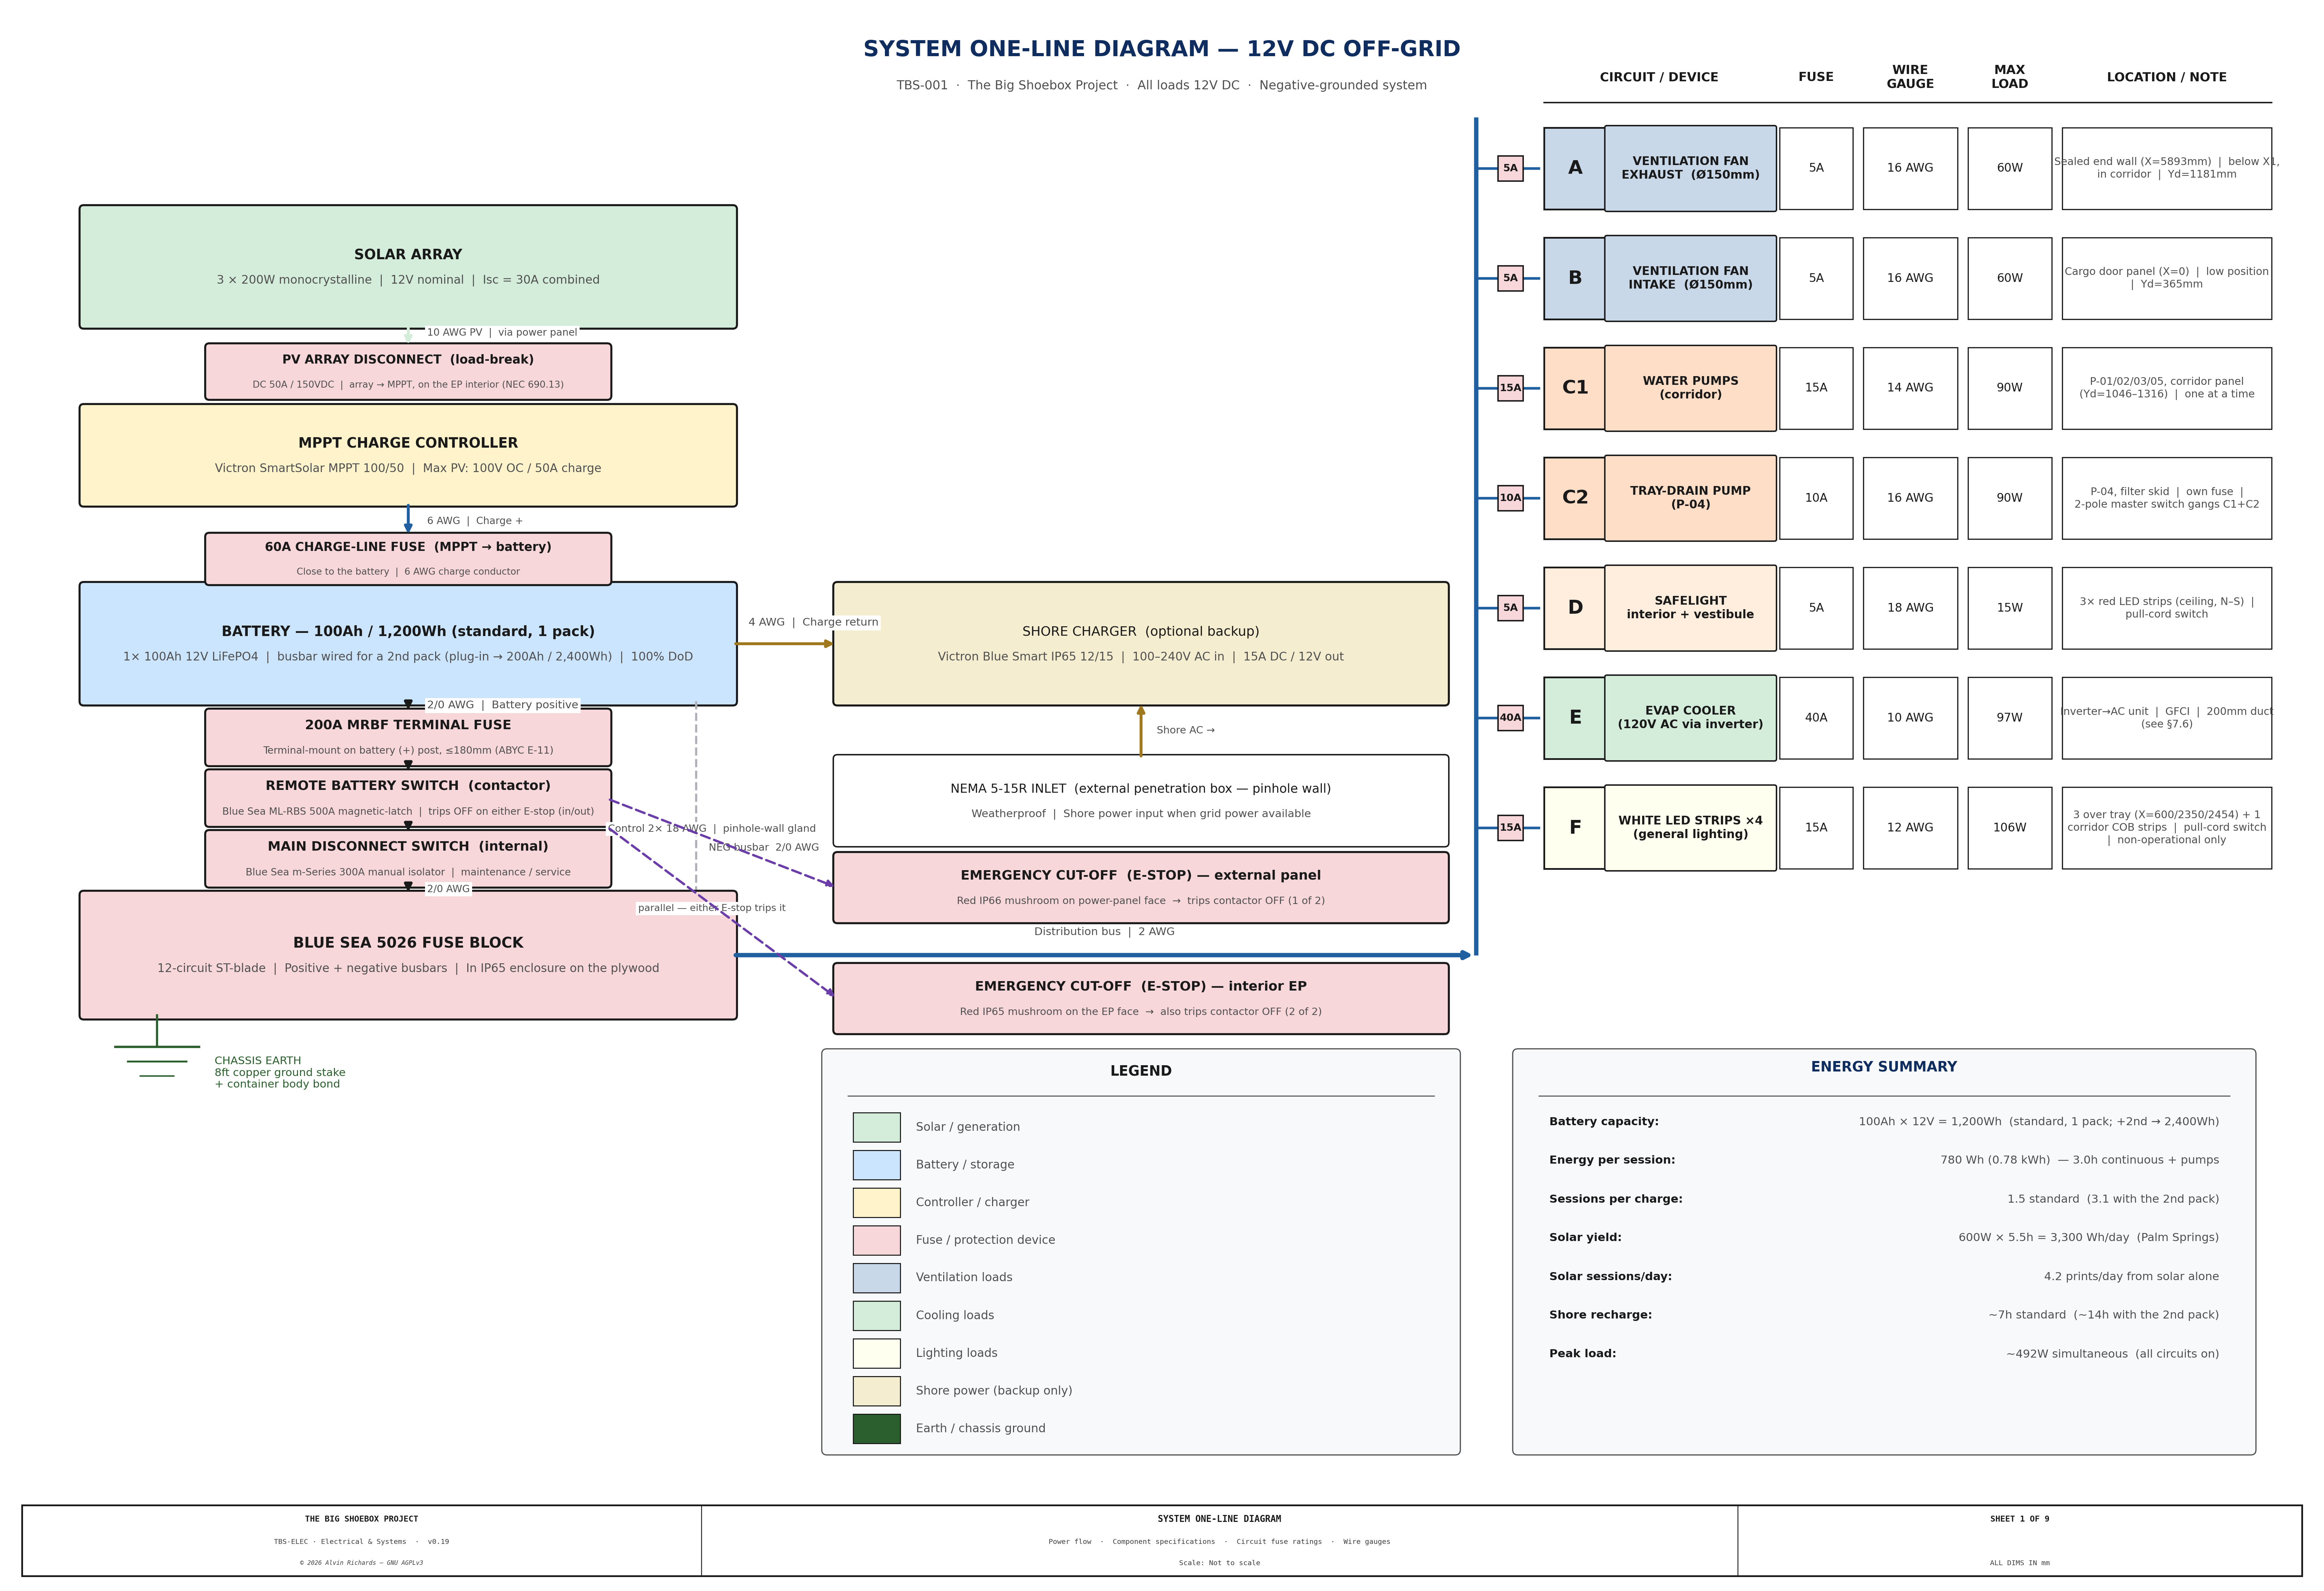 SYSTEM ONE-LINE DIAGRAM — 12V DC OFF-GRID
TBS-001 · The Big Shoebox Project · All loads 12V DC · Negative-grounded system
SOLAR ARRAY
3 × 200W monocrystalline | 12V nominal | Isc = 30A combined
10 AWG PV | via power panel
PV ARRAY DISCONNECT (load-break)
DC 50A / 150VDC | array → MPPT, on the EP interior (NEC 690.13)
MPPT CHARGE CONTROLLER
Victron SmartSolar MPPT 100/50 | Max PV: 100V OC / 50A charge
6 AWG | Charge +
60A CHARGE-LINE FUSE (MPPT → battery)
Close to the battery | 6 AWG charge conductor
BATTERY — 100Ah / 1,200Wh (standard, 1 pack)
1× 100Ah 12V LiFePO4 | busbar wired for a 2nd pack (plug-in → 200Ah / 2,400Wh) | 100% DoD
2/0 AWG | Battery positive
200A MRBF TERMINAL FUSE
Terminal-mount on battery (+) post, ≤180mm (ABYC E-11)
REMOTE BATTERY SWITCH (contactor)
Blue Sea ML-RBS 500A magnetic-latch | trips OFF on either E-stop (in/out)
MAIN DISCONNECT SWITCH (internal)
Blue Sea m-Series 300A manual isolator | maintenance / service
2/0 AWG
BLUE SEA 5026 FUSE BLOCK
12-circuit ST-blade | Positive + negative busbars | In IP65 enclosure on the plywood
CHASSIS EARTH
8ft copper ground stake
+ container body bond
4 AWG | Charge return
SHORE CHARGER (optional backup)
Victron Blue Smart IP65 12/15 | 100–240V AC in | 15A DC / 12V out
Shore AC →
NEMA 5-15R INLET (external penetration box — pinhole wall)
Weatherproof | Shore power input when grid power available
Control 2× 18 AWG | pinhole-wall gland
NEG busbar 2/0 AWG
EMERGENCY CUT-OFF (E-STOP) — external panel
Red IP66 mushroom on power-panel face → trips contactor OFF (1 of 2)
parallel — either E-stop trips it
Distribution bus | 2 AWG
EMERGENCY CUT-OFF (E-STOP) — interior EP
Red IP65 mushroom on the EP face → also trips contactor OFF (2 of 2)
CIRCUIT / DEVICE FUSE WIRE GAUGE MAX LOAD LOCATION / NOTE
5A A VENTILATION FAN EXHAUST (Ø150mm) 5A 16 AWG 60W Sealed end wall (X=5893mm) | below X1,
in corridor | Yd=1181mm
5A B VENTILATION FAN INTAKE (Ø150mm) 5A 16 AWG 60W Cargo door panel (X=0) | low position
| Yd=365mm
15A C1 WATER PUMPS (corridor) 15A 14 AWG 90W P-01/02/03/05, corridor panel
(Yd=1046–1316) | one at a time
10A C2 TRAY-DRAIN PUMP (P-04) 10A 16 AWG 90W P-04, filter skid | own fuse |
2-pole master switch gangs C1+C2
5A D SAFELIGHT interior + vestibule 5A 18 AWG 15W 3× red LED strips (ceiling, N–S) |
pull-cord switch
40A E EVAP COOLER (120V AC via inverter) 40A 10 AWG 97W Inverter→AC unit | GFCI | 200mm duct
(see §7.6)
15A F WHITE LED STRIPS ×4 (general lighting) 15A 12 AWG 106W 3 over tray (X=600/2350/2454) + 1
corridor COB strips | pull-cord switch
| non-operational only
LEGEND
Solar / generation
Battery / storage
Controller / charger
Fuse / protection device
Ventilation loads
Cooling loads
Lighting loads
Shore power (backup only)
Earth / chassis ground
ENERGY SUMMARY
Battery capacity: 100Ah × 12V = 1,200Wh (standard, 1 pack; +2nd → 2,400Wh)
Energy per session: 780 Wh (0.78 kWh) — 3.0h continuous + pumps
Sessions per charge: 1.5 standard (3.1 with the 2nd pack)
Solar yield: 600W × 5.5h = 3,300 Wh/day (Palm Springs)
Solar sessions/day: 4.2 prints/day from solar alone
Shore recharge: ~7h standard (~14h with the 2nd pack)
Peak load: ~492W simultaneous (all circuits on)
THE BIG SHOEBOX PROJECT
TBS-ELEC · Electrical & Systems · v0.19
© 2026 Alvin Richards — GNU AGPLv3
SYSTEM ONE-LINE DIAGRAM
Power flow · Component specifications · Circuit fuse ratings · Wire gauges
Scale: Not to scale
SHEET 1 OF 9
ALL DIMS IN mm